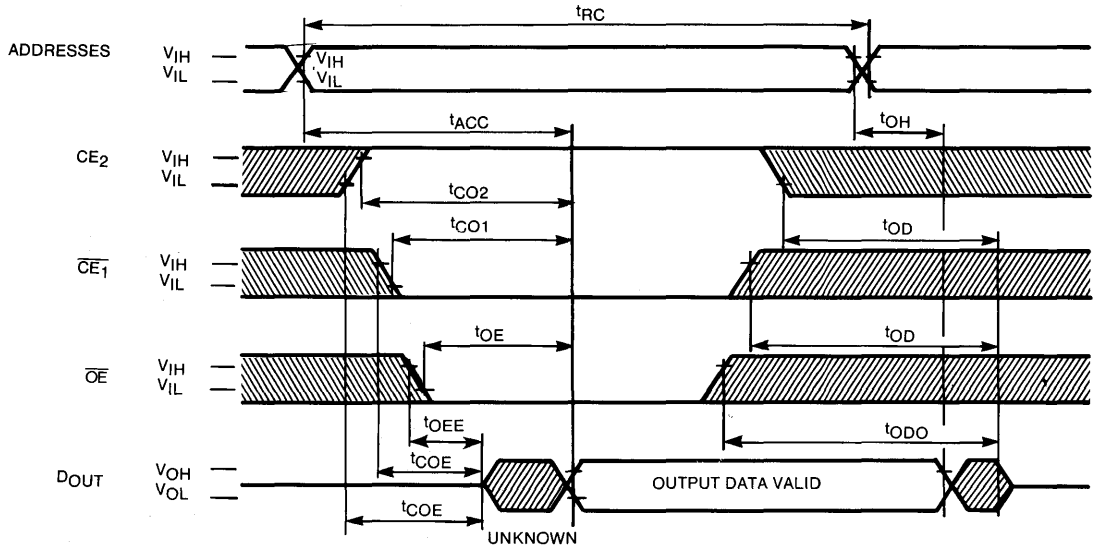 tRC
ADDRESSES VIH VIH
VIL VIL
tACC tOH
CE2 VIH
VIL
tCO2
tCO1 tOD
CE1 VIH
VIL
tOE tOD
OE VIH
VIL
tOEE tODO
tCOE
DOUT VOH
VOL OUTPUT DATA VALID
tCOE
UNKNOWN